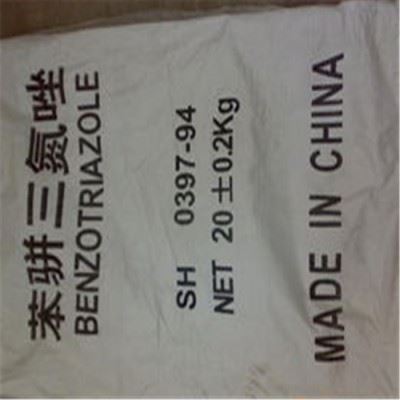 苯骈三氮唑
BENZOTRIAZOLE
SH 0397-94
NET 20±0.2Kg
MADE IN CHINA